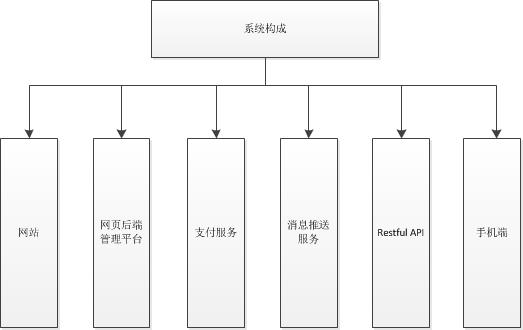 系统构成
网站
网页后端
管理平台
支付服务
消息推送
服务
Restful API
手机端